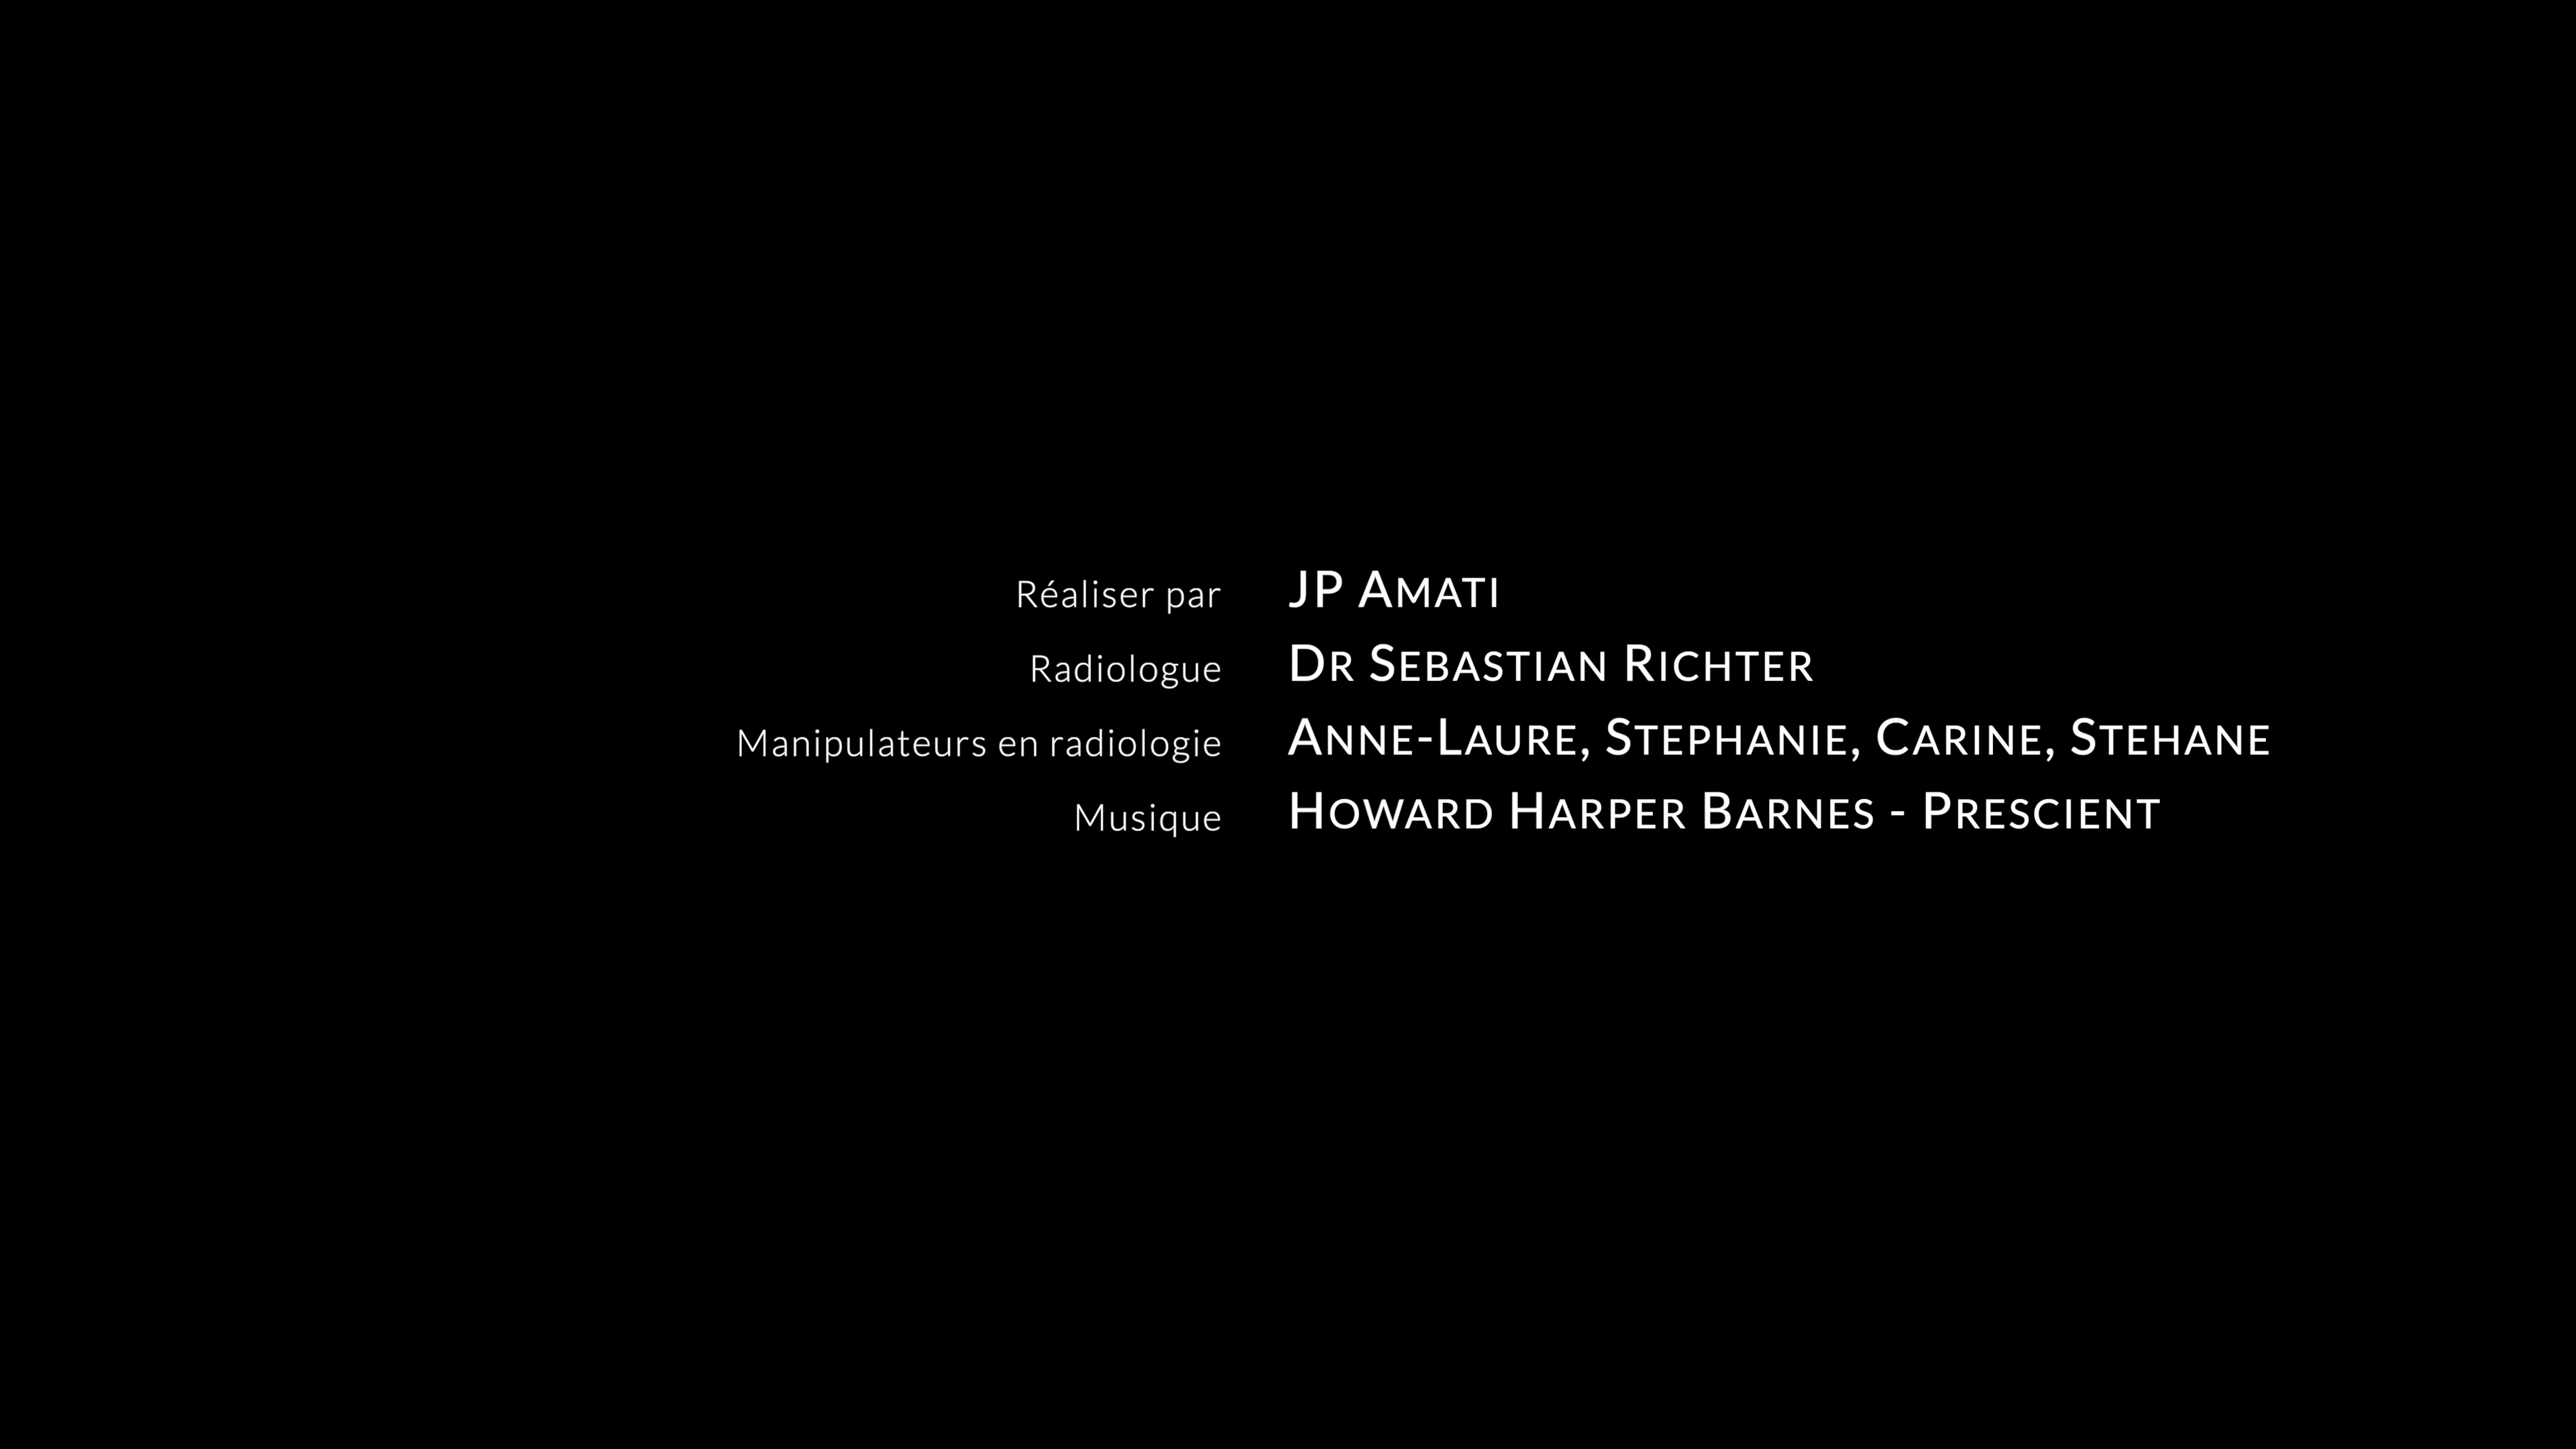 Réaliser par JP AMATI
Radiologue DR SEBASTIAN RICHTER
Manipulateurs en radiologie ANNE-LAURE, STEPHANIE, CARINE, STEHANE
Musique HOWARD HARPER BARNES - PRESCIENT